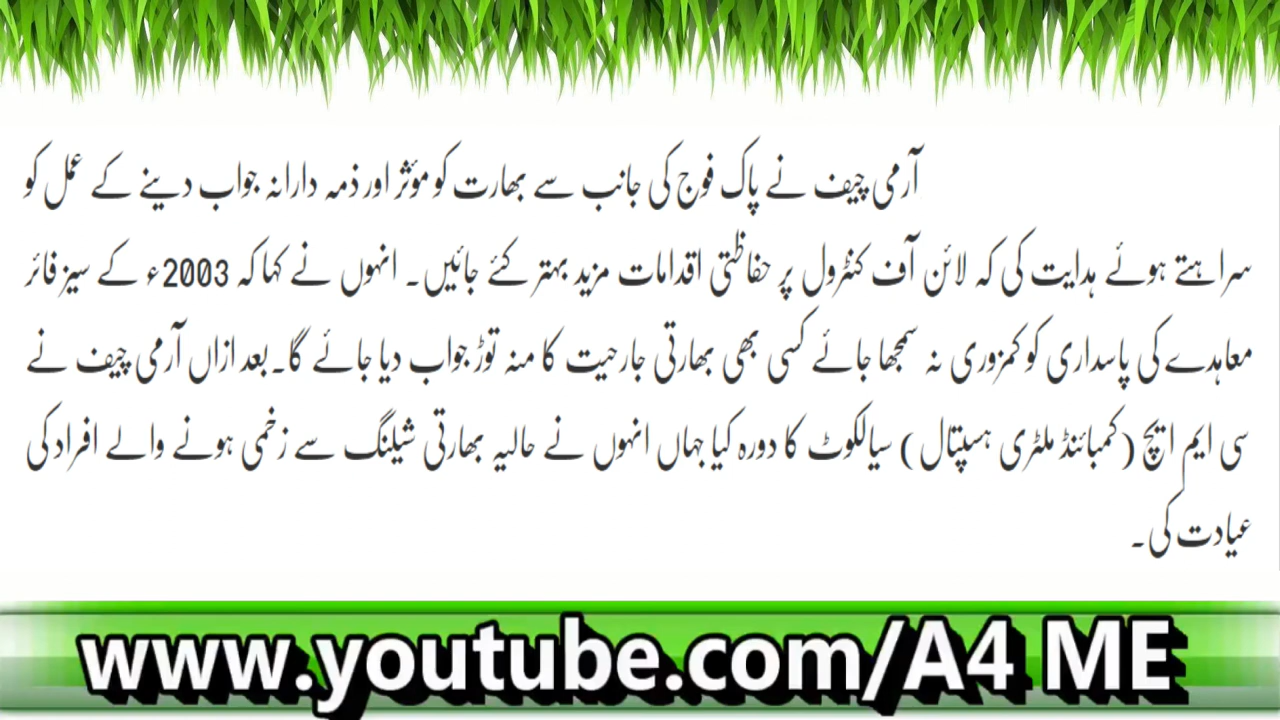 آرمی چیف نے پاک فوج کی جانب سے بھارت کو مؤثر اور ذمہ دارانہ جواب دینے کے عمل کو
سراہتے ہوئے ہدایت کی کہ لائن آف کنٹرول پر حفاظتی اقدامات مزید بہتر کئے جائیں۔ انہوں نے کہا کہ 2003ء کے سیز فائر
معاہدے کی پاسداری کو کمزوری نہ سمجھا جائے کسی بھی بھارتی جارحیت کا منہ توڑ جواب دیا جائے گا۔بعد ازاں آرمی چیف نے
سی ایم ایچ (کمبائنڈ ملٹری ہسپتال) سیالکوٹ کا دورہ کیا جہاں انہوں نے حالیہ بھارتی شیلنگ سے زخمی ہونے والے افراد کی
عیادت کی۔
www.youtube.com/A4 ME